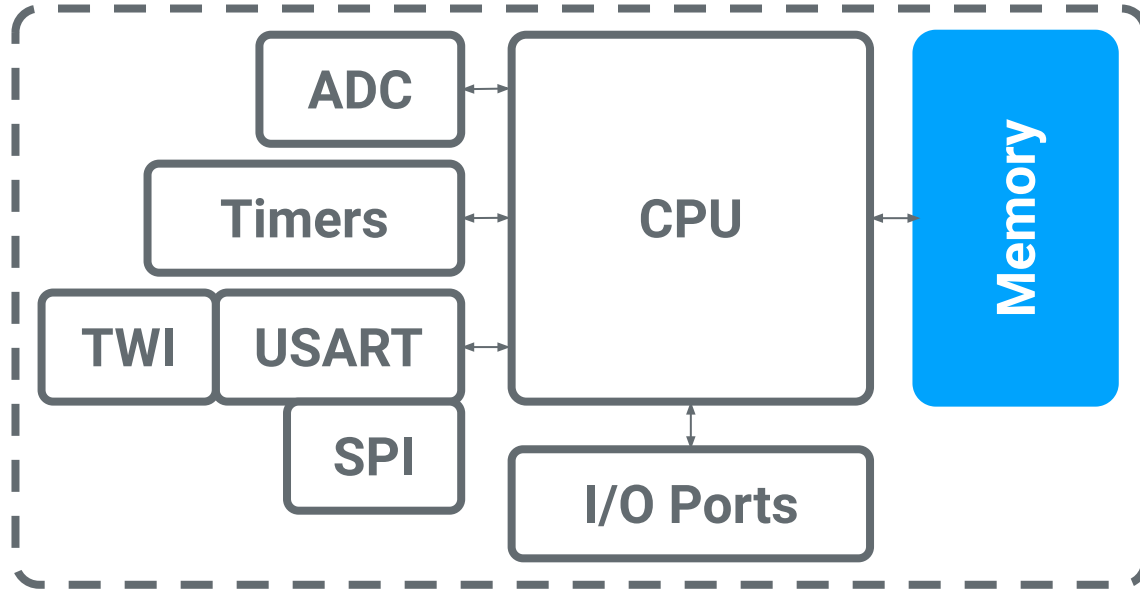 ADC
Timers
CPU
Memory
TWI
USART
SPI
I/O Ports